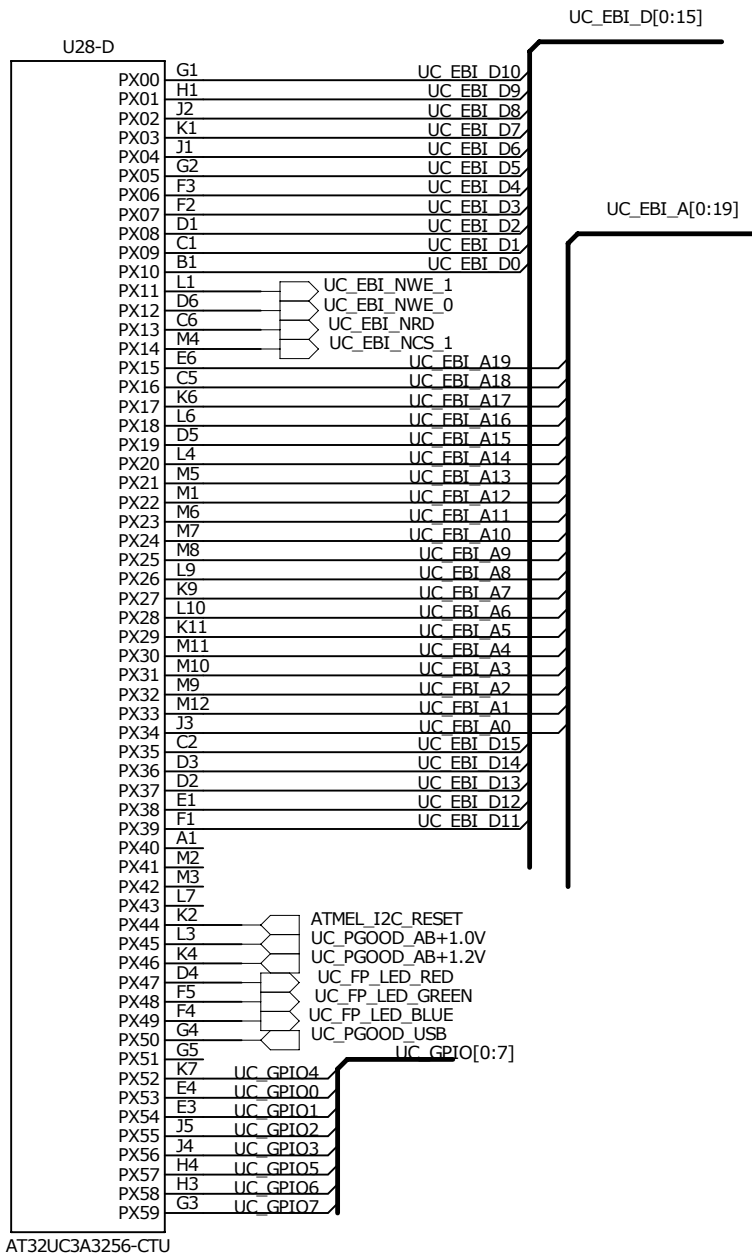 UC_EBI_D[0:15]
U28-D
PX00 G1 UC_EBI_D10
PX01 H1 UC_EBI_D9
PX02 J2 UC_EBI_D8
PX03 K1 UC_EBI_D7
PX04 J1 UC_EBI_D6
PX05 G2 UC_EBI_D5
PX06 F3 UC_EBI_D4
PX07 F2 UC_EBI_D3
UC_EBI_A[0:19]
PX08 D1 UC_EBI_D2
PX09 C1 UC_EBI_D1
PX10 B1 UC_EBI_D0
PX11 L1 UC_EBI_NWE_1
PX12 D6 UC_EBI_NWE_0
PX13 C6 UC_EBI_NRD
PX14 M4 UC_EBI_NCS_1
PX15 E6 UC_EBI_A19
PX16 C5 UC_EBI_A18
PX17 K6 UC_EBI_A17
PX18 L6 UC_EBI_A16
PX19 D5 UC_EBI_A15
PX20 L4 UC_EBI_A14
PX21 M5 UC_EBI_A13
PX22 M1 UC_EBI_A12
PX23 M6 UC_EBI_A11
PX24 M7 UC_EBI_A10
PX25 M8 UC_EBI_A9
PX26 L9 UC_EBI_A8
PX27 K9 UC_EBI_A7
PX28 L10 UC_EBI_A6
PX29 K11 UC_EBI_A5
PX30 M11 UC_EBI_A4
PX31 M10 UC_EBI_A3
PX32 M9 UC_EBI_A2
PX33 M12 UC_EBI_A1
PX34 J3 UC_EBI_A0
PX35 C2 UC_EBI_D15
PX36 D3 UC_EBI_D14
PX37 D2 UC_EBI_D13
PX38 E1 UC_EBI_D12
PX39 F1 UC_EBI_D11
PX40 A1
PX41 M2
PX42 M3
PX43 L7
PX44 K2 ATMEL_I2C_RESET
PX45 L3 UC_PGOOD_AB+1.0V
PX46 K4 UC_PGOOD_AB+1.2V
PX47 D4 UC_FP_LED_RED
PX48 F5 UC_FP_LED_GREEN
PX49 F4 UC_FP_LED_BLUE
PX50 G4 UC_PGOOD_USB
PX51 G5 UC_GPIO[0:7]
PX52 K7 UC_GPIO4
PX53 E4 UC_GPIO0
PX54 E3 UC_GPIO1
PX55 J5 UC_GPIO2
PX56 J4 UC_GPIO3
PX57 H4 UC_GPIO5
PX58 H3 UC_GPIO6
PX59 G3 UC_GPIO7
AT32UC3A3256-CTU